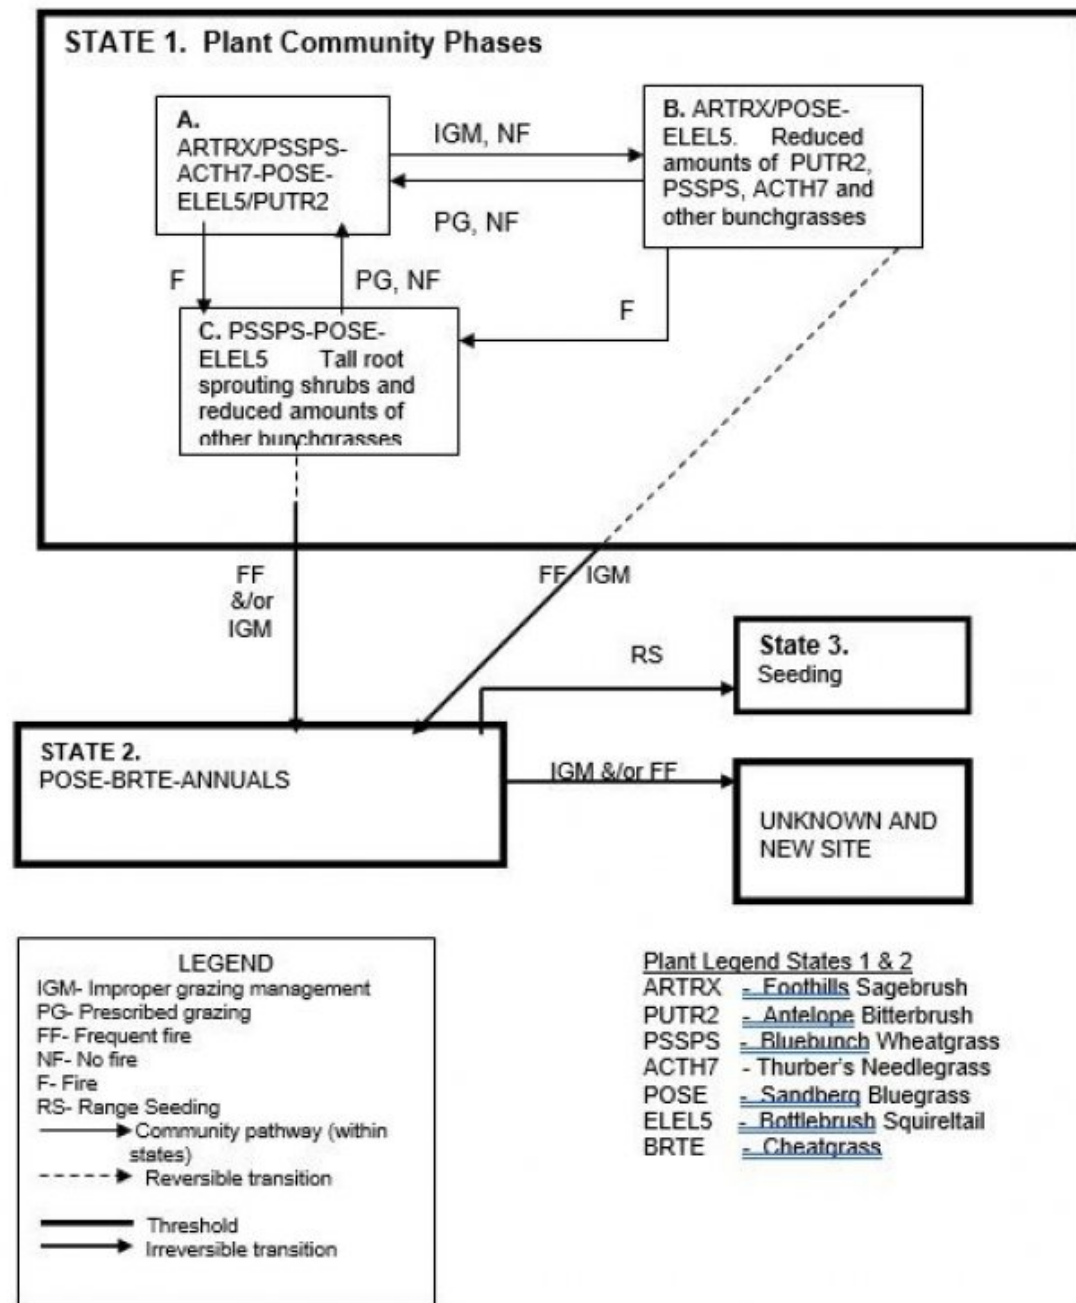 STATE 1. Plant Community Phases
A.
ARTRX/PSSPS-
ACTH7-POSE-
ELEL5/PUTR2
IGM, NF
PG, NF
B. ARTRX/POSE-
ELEL5. Reduced
amounts of PUTR2,
PSSPS, ACTH7 and
other bunchgrasses
F
PG, NF
F
C. PSSPS-POSE-
ELEL5 Tall root
sprouting shrubs and
reduced amounts of
other bunchgrasses
FF
&/or
IGM
FF IGM
RS
State 3.
Seeding
STATE 2.
POSE-BRTE-ANNUALS
IGM &/or FF
UNKNOWN AND
NEW SITE
LEGEND
IGM- Improper grazing management
PG- Prescribed grazing
FF- Frequent fire
NF- No fire
F- Fire
RS- Range Seeding
Community pathway (within
states)
Reversible transition
Threshold
Irreversible transition
Plant Legend States 1 & 2
ARTRX - Foothills Sagebrush
PUTR2 - Antelope Bitterbrush
PSSPS - Bluebunch Wheatgrass
ACTH7 - Thurber's Needlegrass
POSE - Sandberg Bluegrass
ELEL5 - Bottlebrush Squireltail
BRTE - Cheatgrass